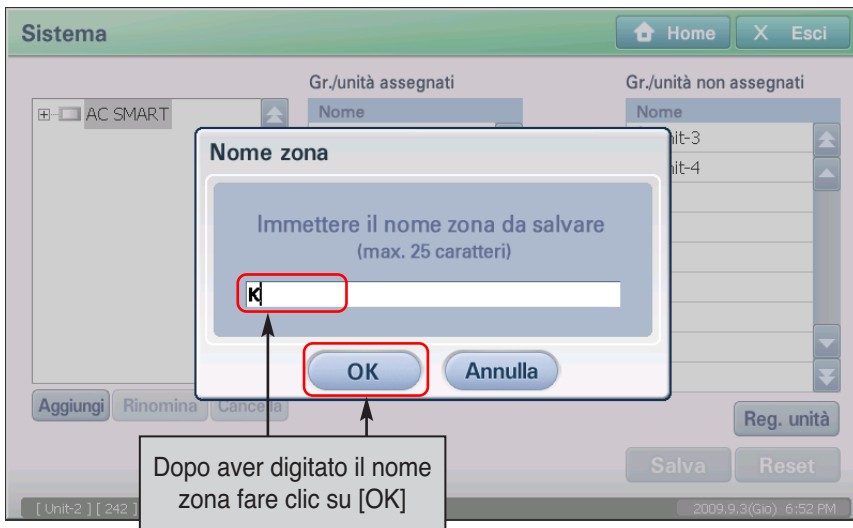 Sistema
Home
X Esci
Gr./unità assegnati
Gr./unità non assegnati
AC SMART
Nome
Nome
Nome zona
nit-3
nit-4
Immettere il nome zona da salvare
(max. 25 caratteri)
K
OK
Annulla
Aggiungi
Rinomina
Cancella
Reg. unità
Dopo aver digitato il nome
zona fare clic su [OK]
Salva
Reset
[ Unit-2 ] [ 242 ]
2009.9.3(Gio) 6:52 PM